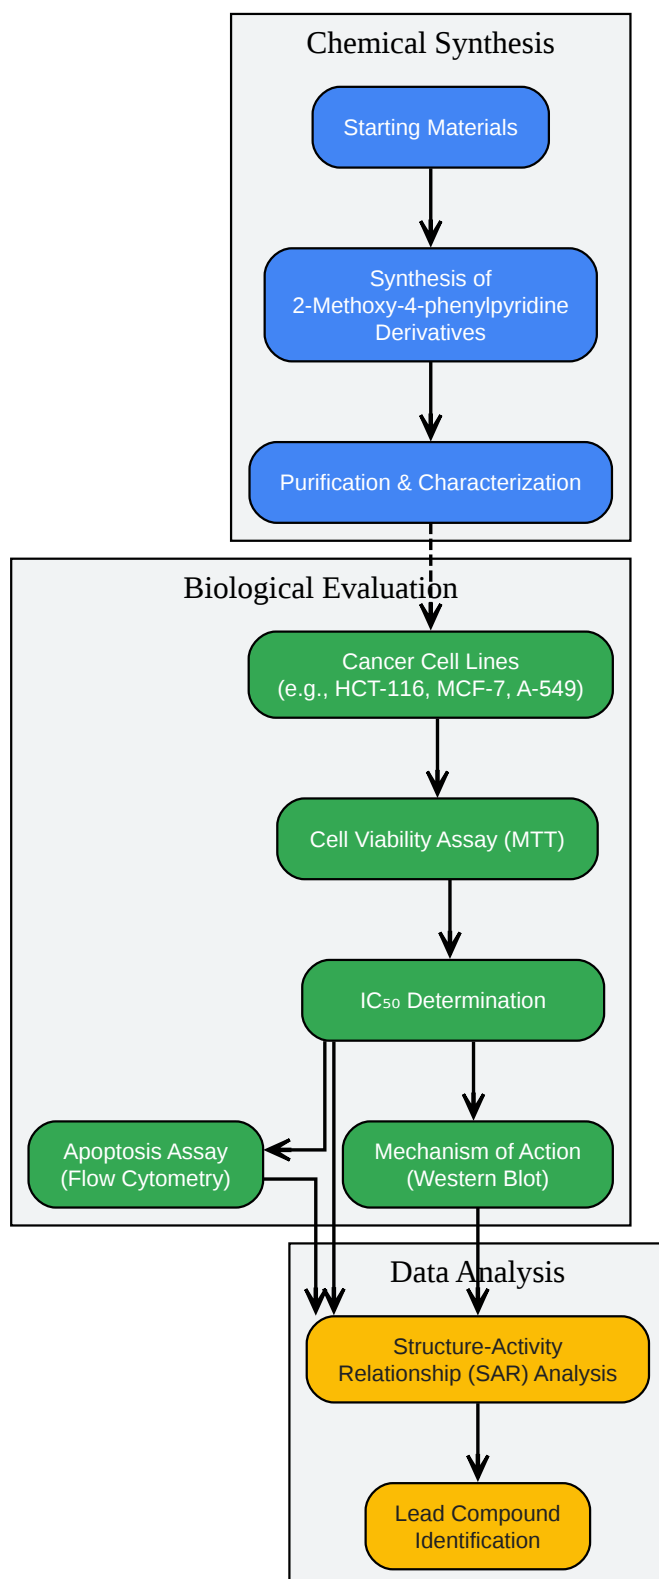 Chemical Synthesis
Starting Materials
Synthesis of
2-Methoxy-4-phenylpyridine
Derivatives
Purification & Characterization
Biological Evaluation
Cancer Cell Lines
(e.g., HCT-116, MCF-7, A-549)
Cell Viability Assay (MTT)
IC₅₀ Determination
Apoptosis Assay
(Flow Cytometry)
Mechanism of Action
(Western Blot)
Data Analysis
Structure-Activity
Relationship (SAR) Analysis
Lead Compound
Identification